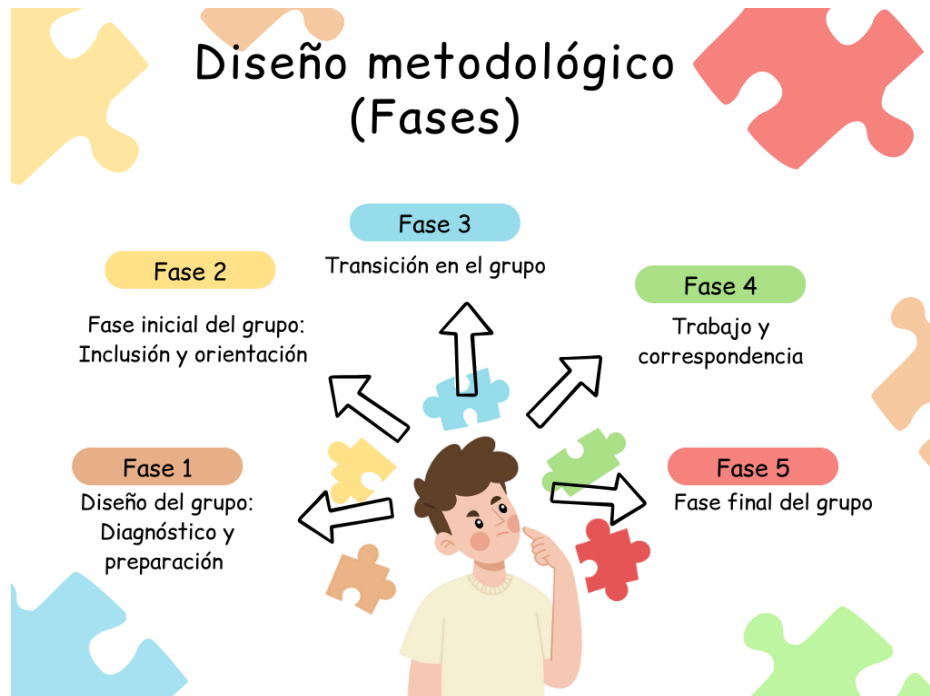 Diseño metodológico
(Fases)
Fase 1
Diseño del grupo:
Diagnóstico y
preparación
Fase 2
Fase inicial del grupo:
Inclusión y orientación
Fase 3
Transición en el grupo
Fase 4
Trabajo y
correspondencia
Fase 5
Fase final del grupo